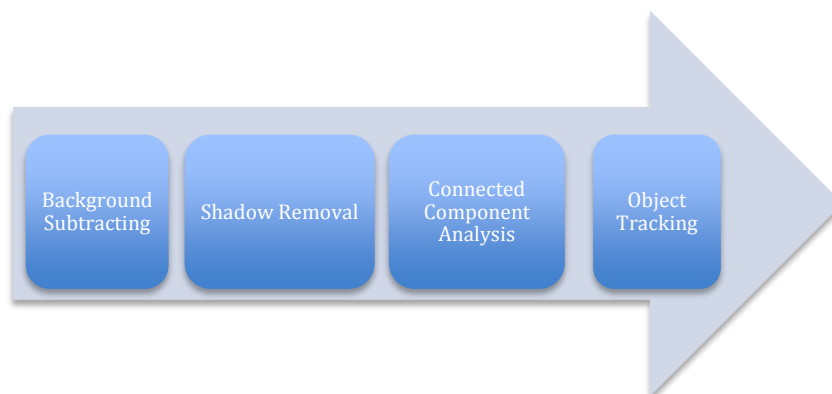 Background
Subtracting
Shadow Removal
Connected
Component
Analysis
Object
Tracking